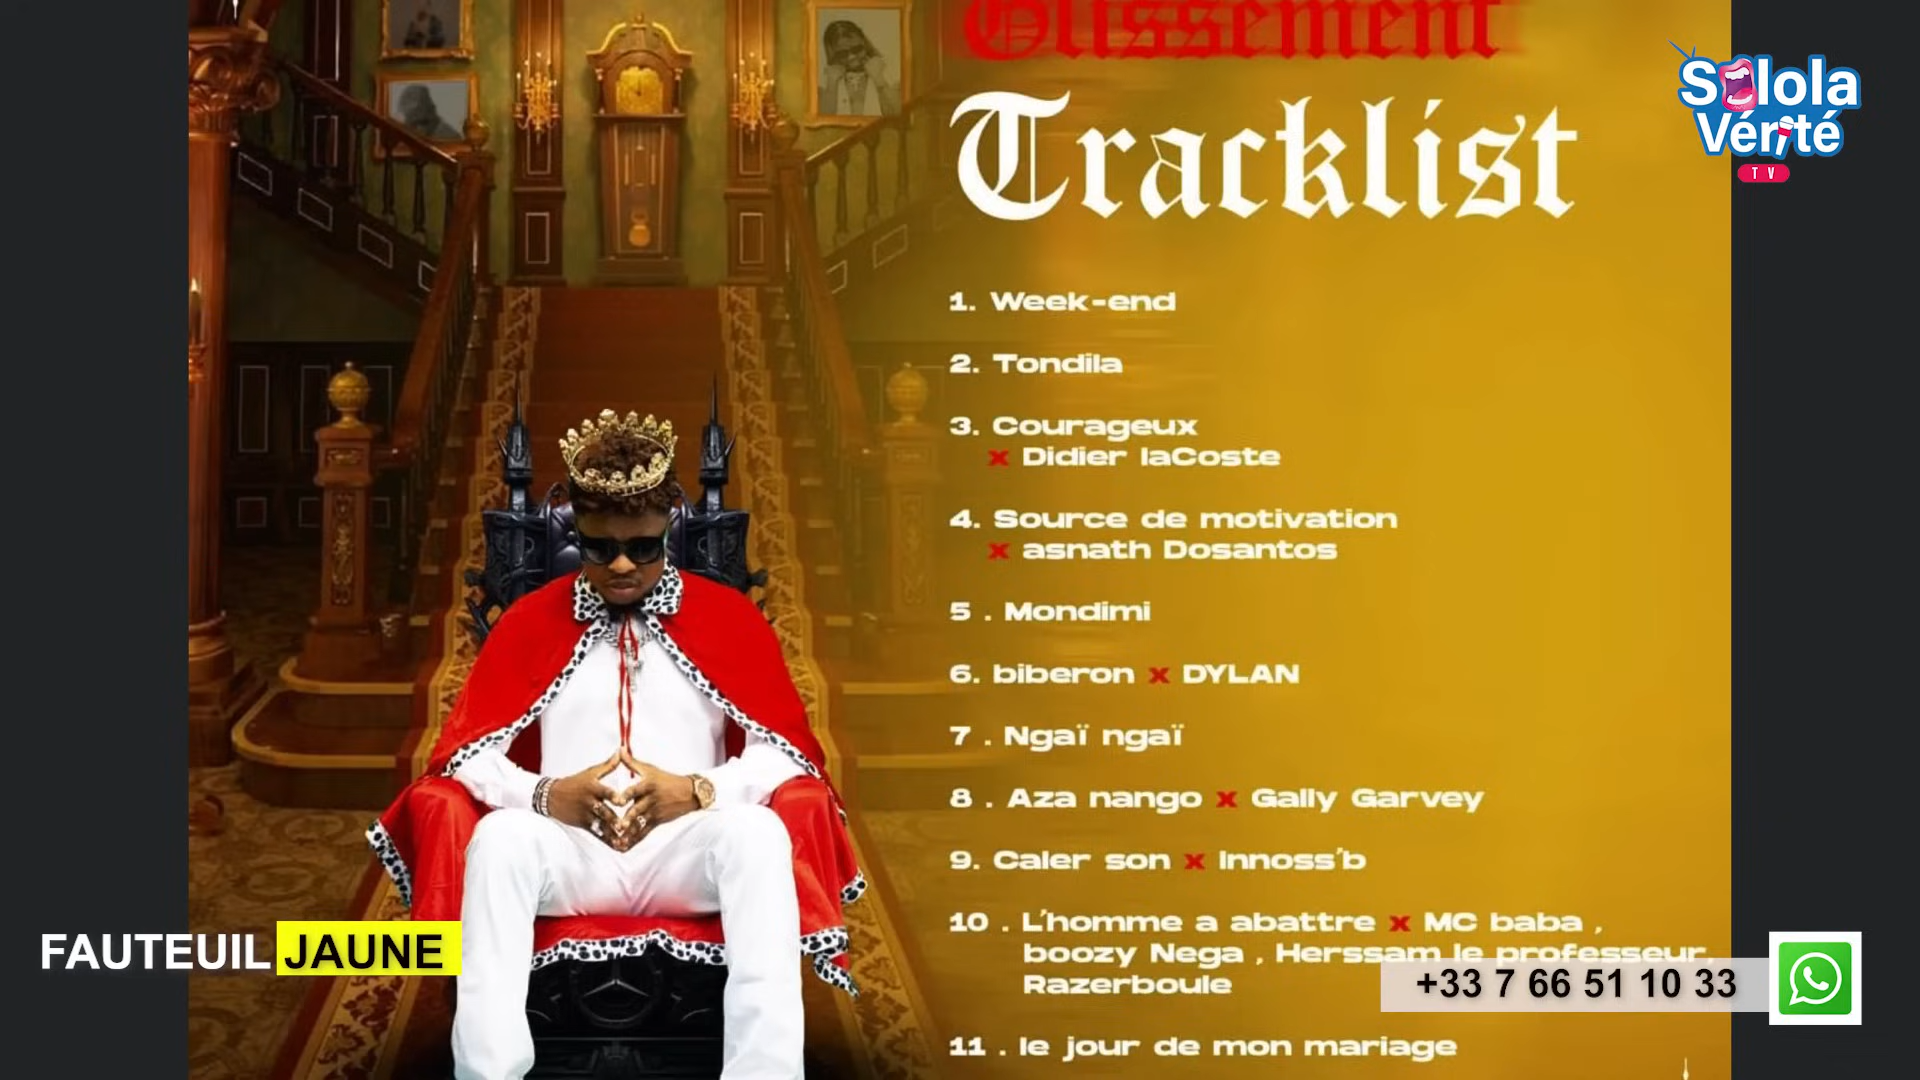 Tracklist
Sólola
Vérité
TV
1. Week-end
2. Tondila
3. Courageux
x Didier laCoste
4. Source de motivation
x asnath Dosantos
5 . Mondimi
6. biberon x DYLAN
7 . Ngaï ngaï
8 . Aza nango x Gally Garvey
9. Caler son x Innoss'b
10 . L'homme a abattre x MC baba ,
boozy Nega , Herssam le professeur,
Razerboule
11 . le jour de mon mariage
FAUTEUIL JAUNE
+33 7 66 51 10 33